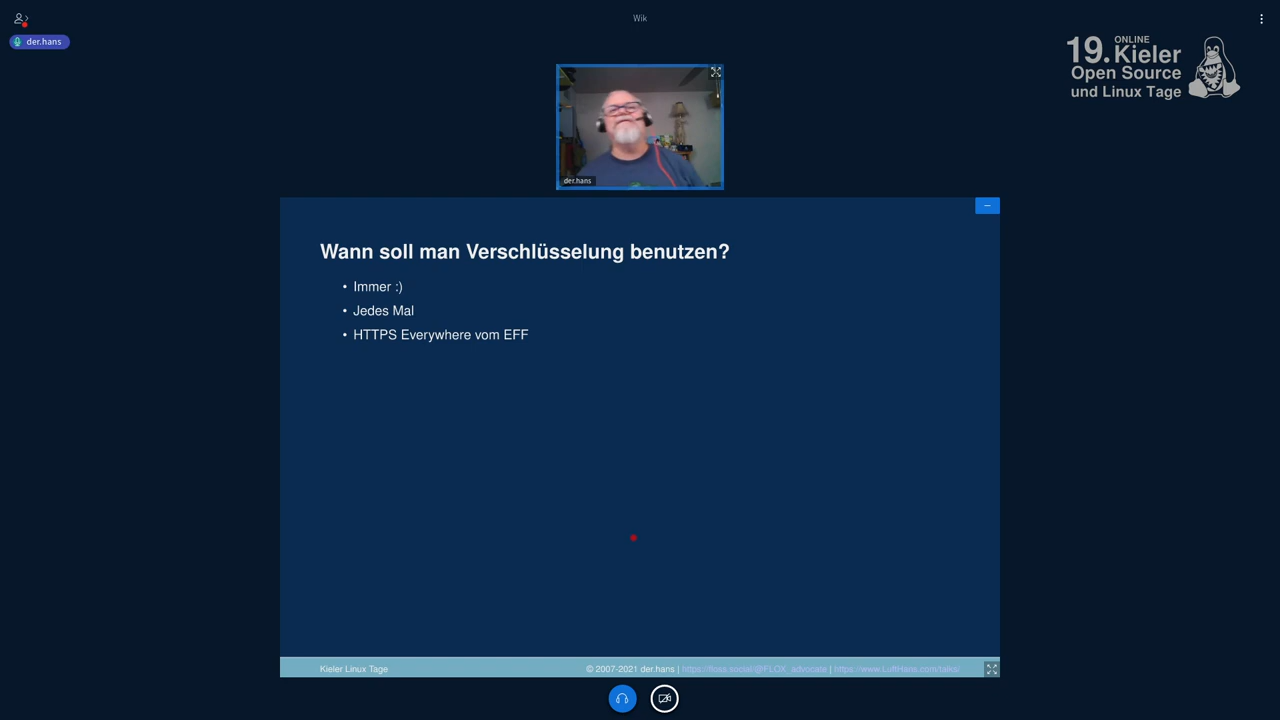 Wik
der.hans
ONLINE
19. Kieler
Open Source
und Linux Tage
der.hans
Wann soll man Verschlüsselung benutzen?
• Immer :)
• Jedes Mal
• HTTPS Everywhere vom EFF
Kieler Linux Tage
© 2007-2021 der.hans | https://floss.social/@FLOX_advocate | https://www.LuftHans.com/talks/